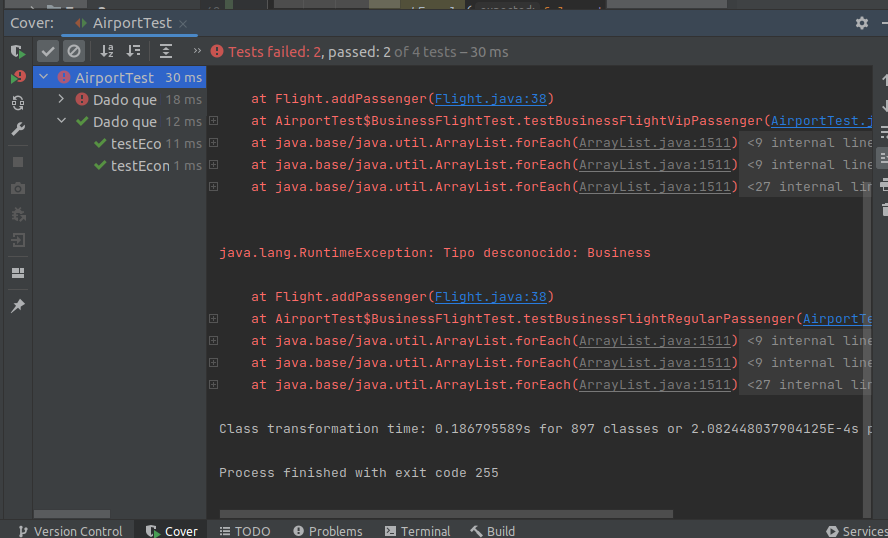 Cover: AirportTest
Tests failed: 2, passed: 2 of 4 tests – 30 ms
AirportTest 30 ms
Dado que 18 ms
Dado que 12 ms
testEco 11 ms
testEcon 1 ms
at Flight.addPassenger(Flight.java:38)
at AirportTest$BusinessFlightTest.testBusinessFlightVipPassenger(AirportTest.j
at java.base/java.util.ArrayList.forEach(ArrayList.java:1511) <9 internal line
at java.base/java.util.ArrayList.forEach(ArrayList.java:1511) <9 internal line
at java.base/java.util.ArrayList.forEach(ArrayList.java:1511) <27 internal lin
java.lang.RuntimeException: Tipo desconocido: Business
at Flight.addPassenger(Flight.java:38)
at AirportTest$BusinessFlightTest.testBusinessFlightRegularPassenger(AirportTe
at java.base/java.util.ArrayList.forEach(ArrayList.java:1511) <9 internal line
at java.base/java.util.ArrayList.forEach(ArrayList.java:1511) <9 internal line
at java.base/java.util.ArrayList.forEach(ArrayList.java:1511) <27 internal lin
Class transformation time: 0.186795589s for 897 classes or 2.082448037904125E-4s p
Process finished with exit code 255
Version Control Cover TODO Problems Terminal Build Services